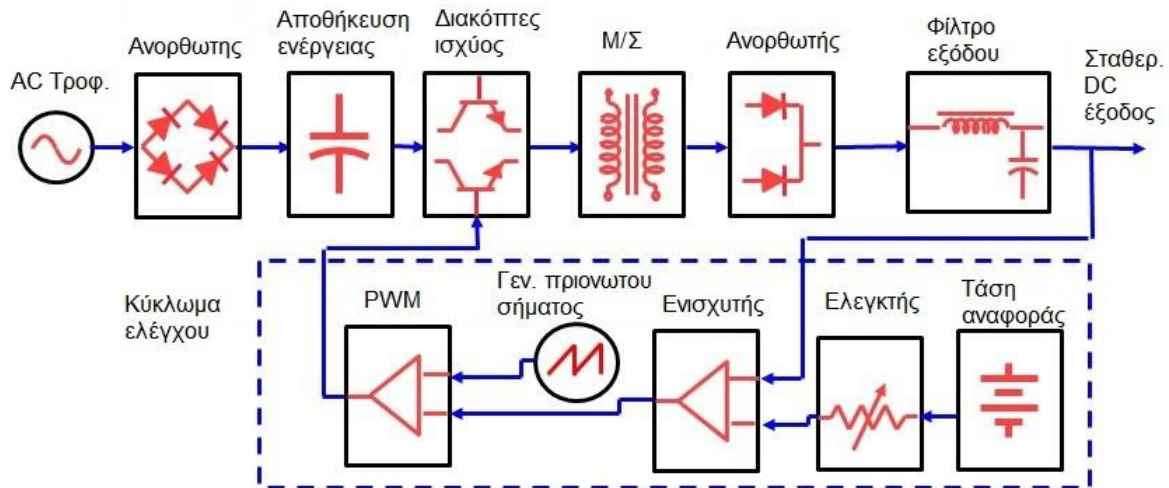 AC Τροφ.
Ανορθωτης
Αποθήκευση
ενέργειας
Διακόπτες
ισχύος
Μ/Σ
Ανορθωτής
Φίλτρο
εξόδου
Σταθερ.
DC
έξοδος
Κύκλωμα
ελέγχου
PWM
Γεν. πριονωτου
σήματος
Ενισχυτής
Ελεγκτής
Τάση
αναφοράς